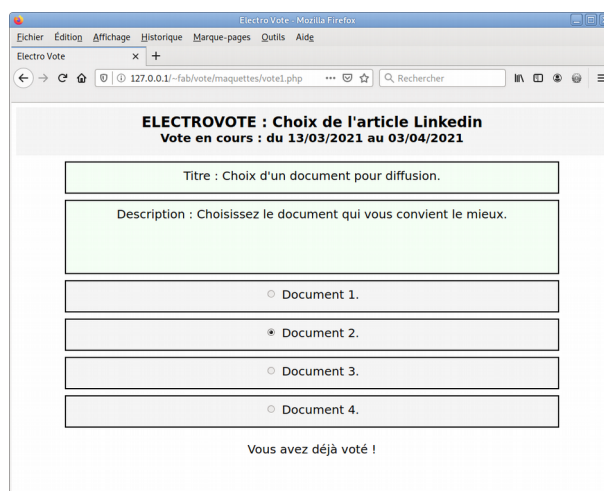 Electro Vote - Mozilla Firefox
Fichier Édition Affichage Historique Marque-pages Outils Aide
Electro Vote × +
127.0.0.1/~fab/vote/maquettes/vote1.php ••• Rechercher
ELECTROVOTE : Choix de l'article Linkedin
Vote en cours : du 13/03/2021 au 03/04/2021
Titre : Choix d'un document pour diffusion.
Description : Choisissez le document qui vous convient le mieux.
Document 1.
Document 2.
Document 3.
Document 4.
Vous avez déjà voté !